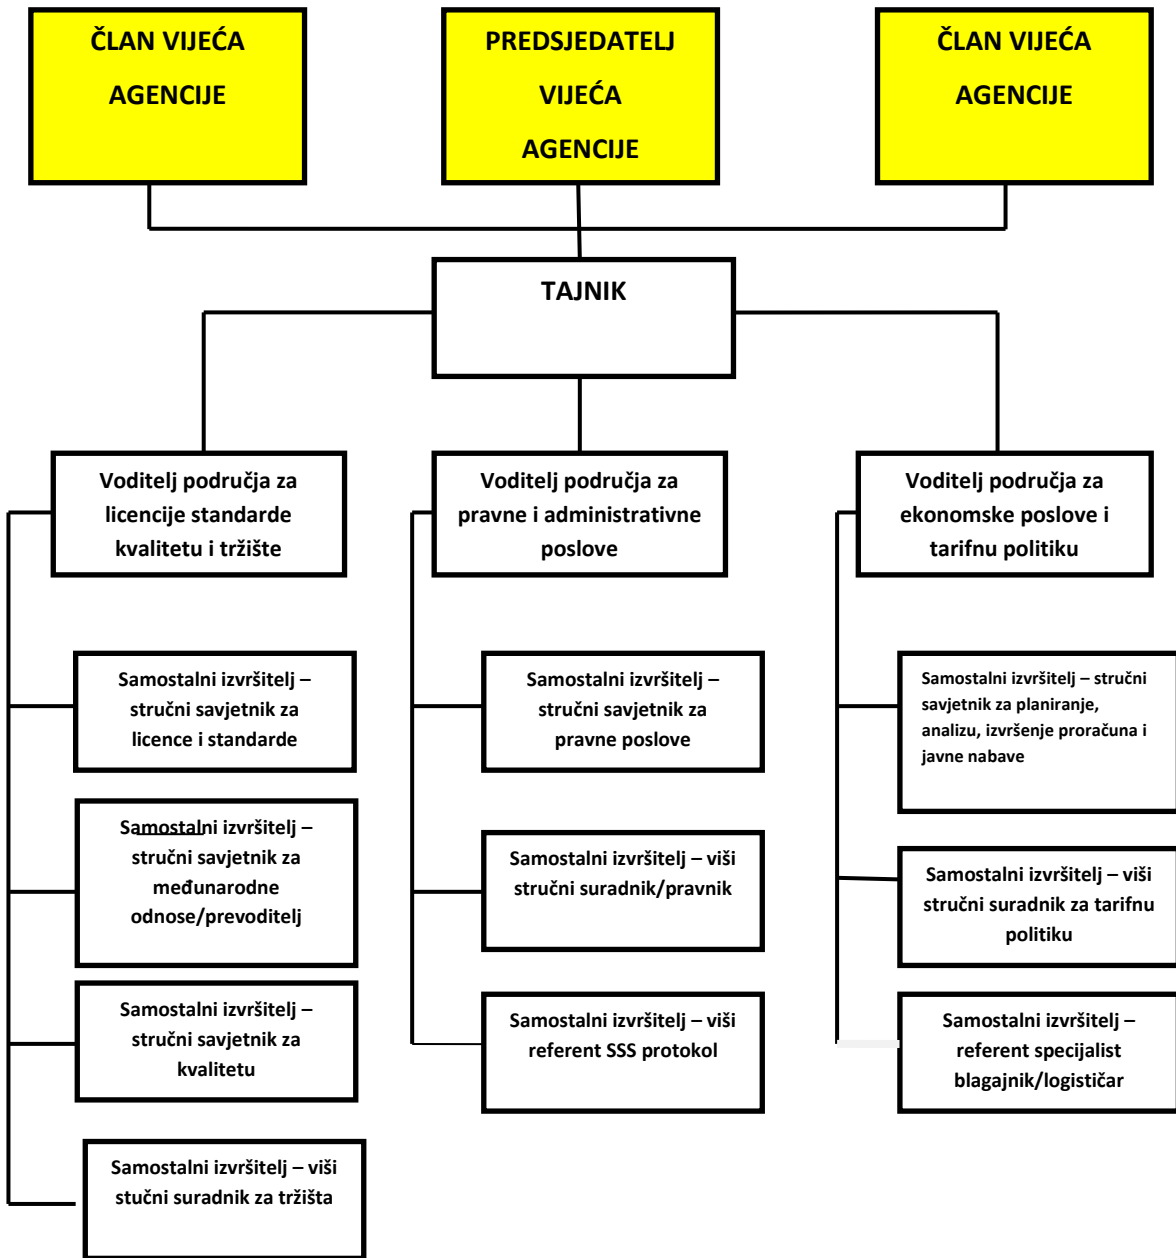 ČLAN VIJEĆA
AGENCIJE
PREDSJEDATELJ
VIJEĆA
AGENCIJE
ČLAN VIJEĆA
AGENCIJE
TAJNIK
Voditelj područja za
licencije standarde
kvalitetu i tržište
Voditelj područja za
pravne i administrativne
poslove
Voditelj područja za
ekonomske poslove i
tarifnu politiku
Samostalni izvršitelj –
stručni savjetnik za
licence i standarde
Samostalni izvršitelj –
stručni savjetnik za
međunarodne
odnose/prevoditelj
Samostalni izvršitelj –
stručni savjetnik za
kvalitetu
Samostalni izvršitelj – viši
stučni suradnik za tržišta
Samostalni izvršitelj –
stručni savjetnik za
pravne poslove
Samostalni izvršitelj – viši
stručni suradnik/pravnik
Samostalni izvršitelj – viši
referent SSS protokol
Samostalni izvršitelj – stručni
savjetnik za planiranje,
analizu, izvršenje proračuna i
javne nabave
Samostalni izvršitelj – viši
stručni suradnik za tarifnu
politiku
Samostalni izvršitelj –
referent specijalist
blagajnik/logističar